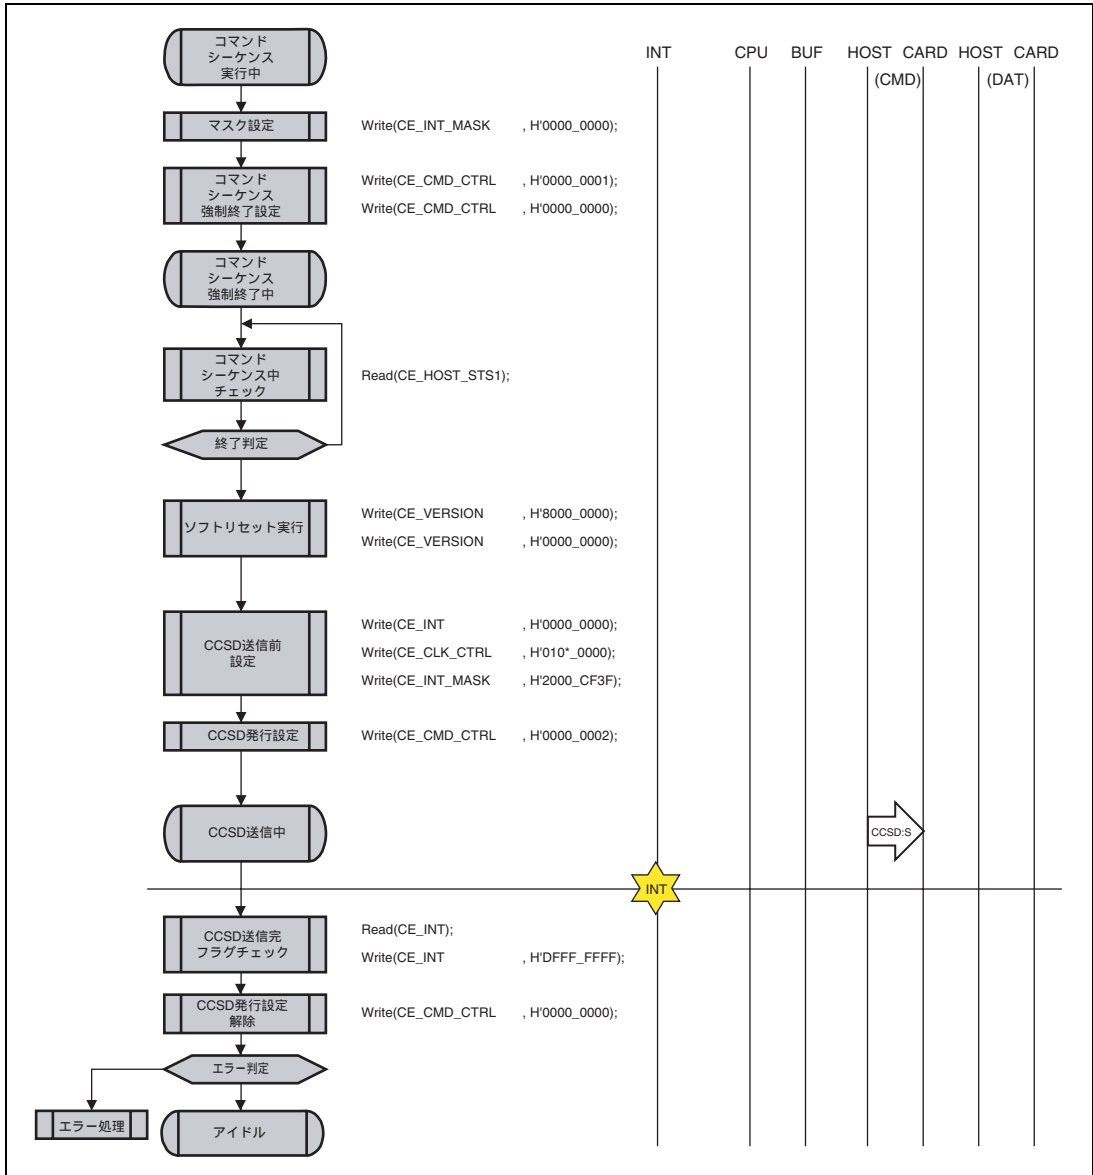 コマンド
シーケンス
実行中
INT CPU BUF HOST CARD HOST CARD
(CMD) (DAT)
マスク設定 Write(CE_INT_MASK , H'0000_0000);
コマンド
シーケンス
強制終了設定
Write(CE_CMD_CTRL , H'0000_0001);
Write(CE_CMD_CTRL , H'0000_0000);
コマンド
シーケンス
強制終了中
コマンド
シーケンス中
チェック
Read(CE_HOST_STS1);
終了判定
ソフトリセット実行
Write(CE_VERSION , H'8000_0000);
Write(CE_VERSION , H'0000_0000);
CCSD送信前
設定
Write(CE_INT , H'0000_0000);
Write(CE_CLK_CTRL , H'010*_0000);
Write(CE_INT_MASK , H'2000_CF3F);
CCSD発行設定 Write(CE_CMD_CTRL , H'0000_0002);
CCSD送信中
CCSD:S
INT
CCSD送信完
フラグチェック
Read(CE_INT);
Write(CE_INT , H'DFFF_FFFF);
CCSD発行設定
解除
Write(CE_CMD_CTRL , H'0000_0000);
エラー判定
エラー処理
アイドル